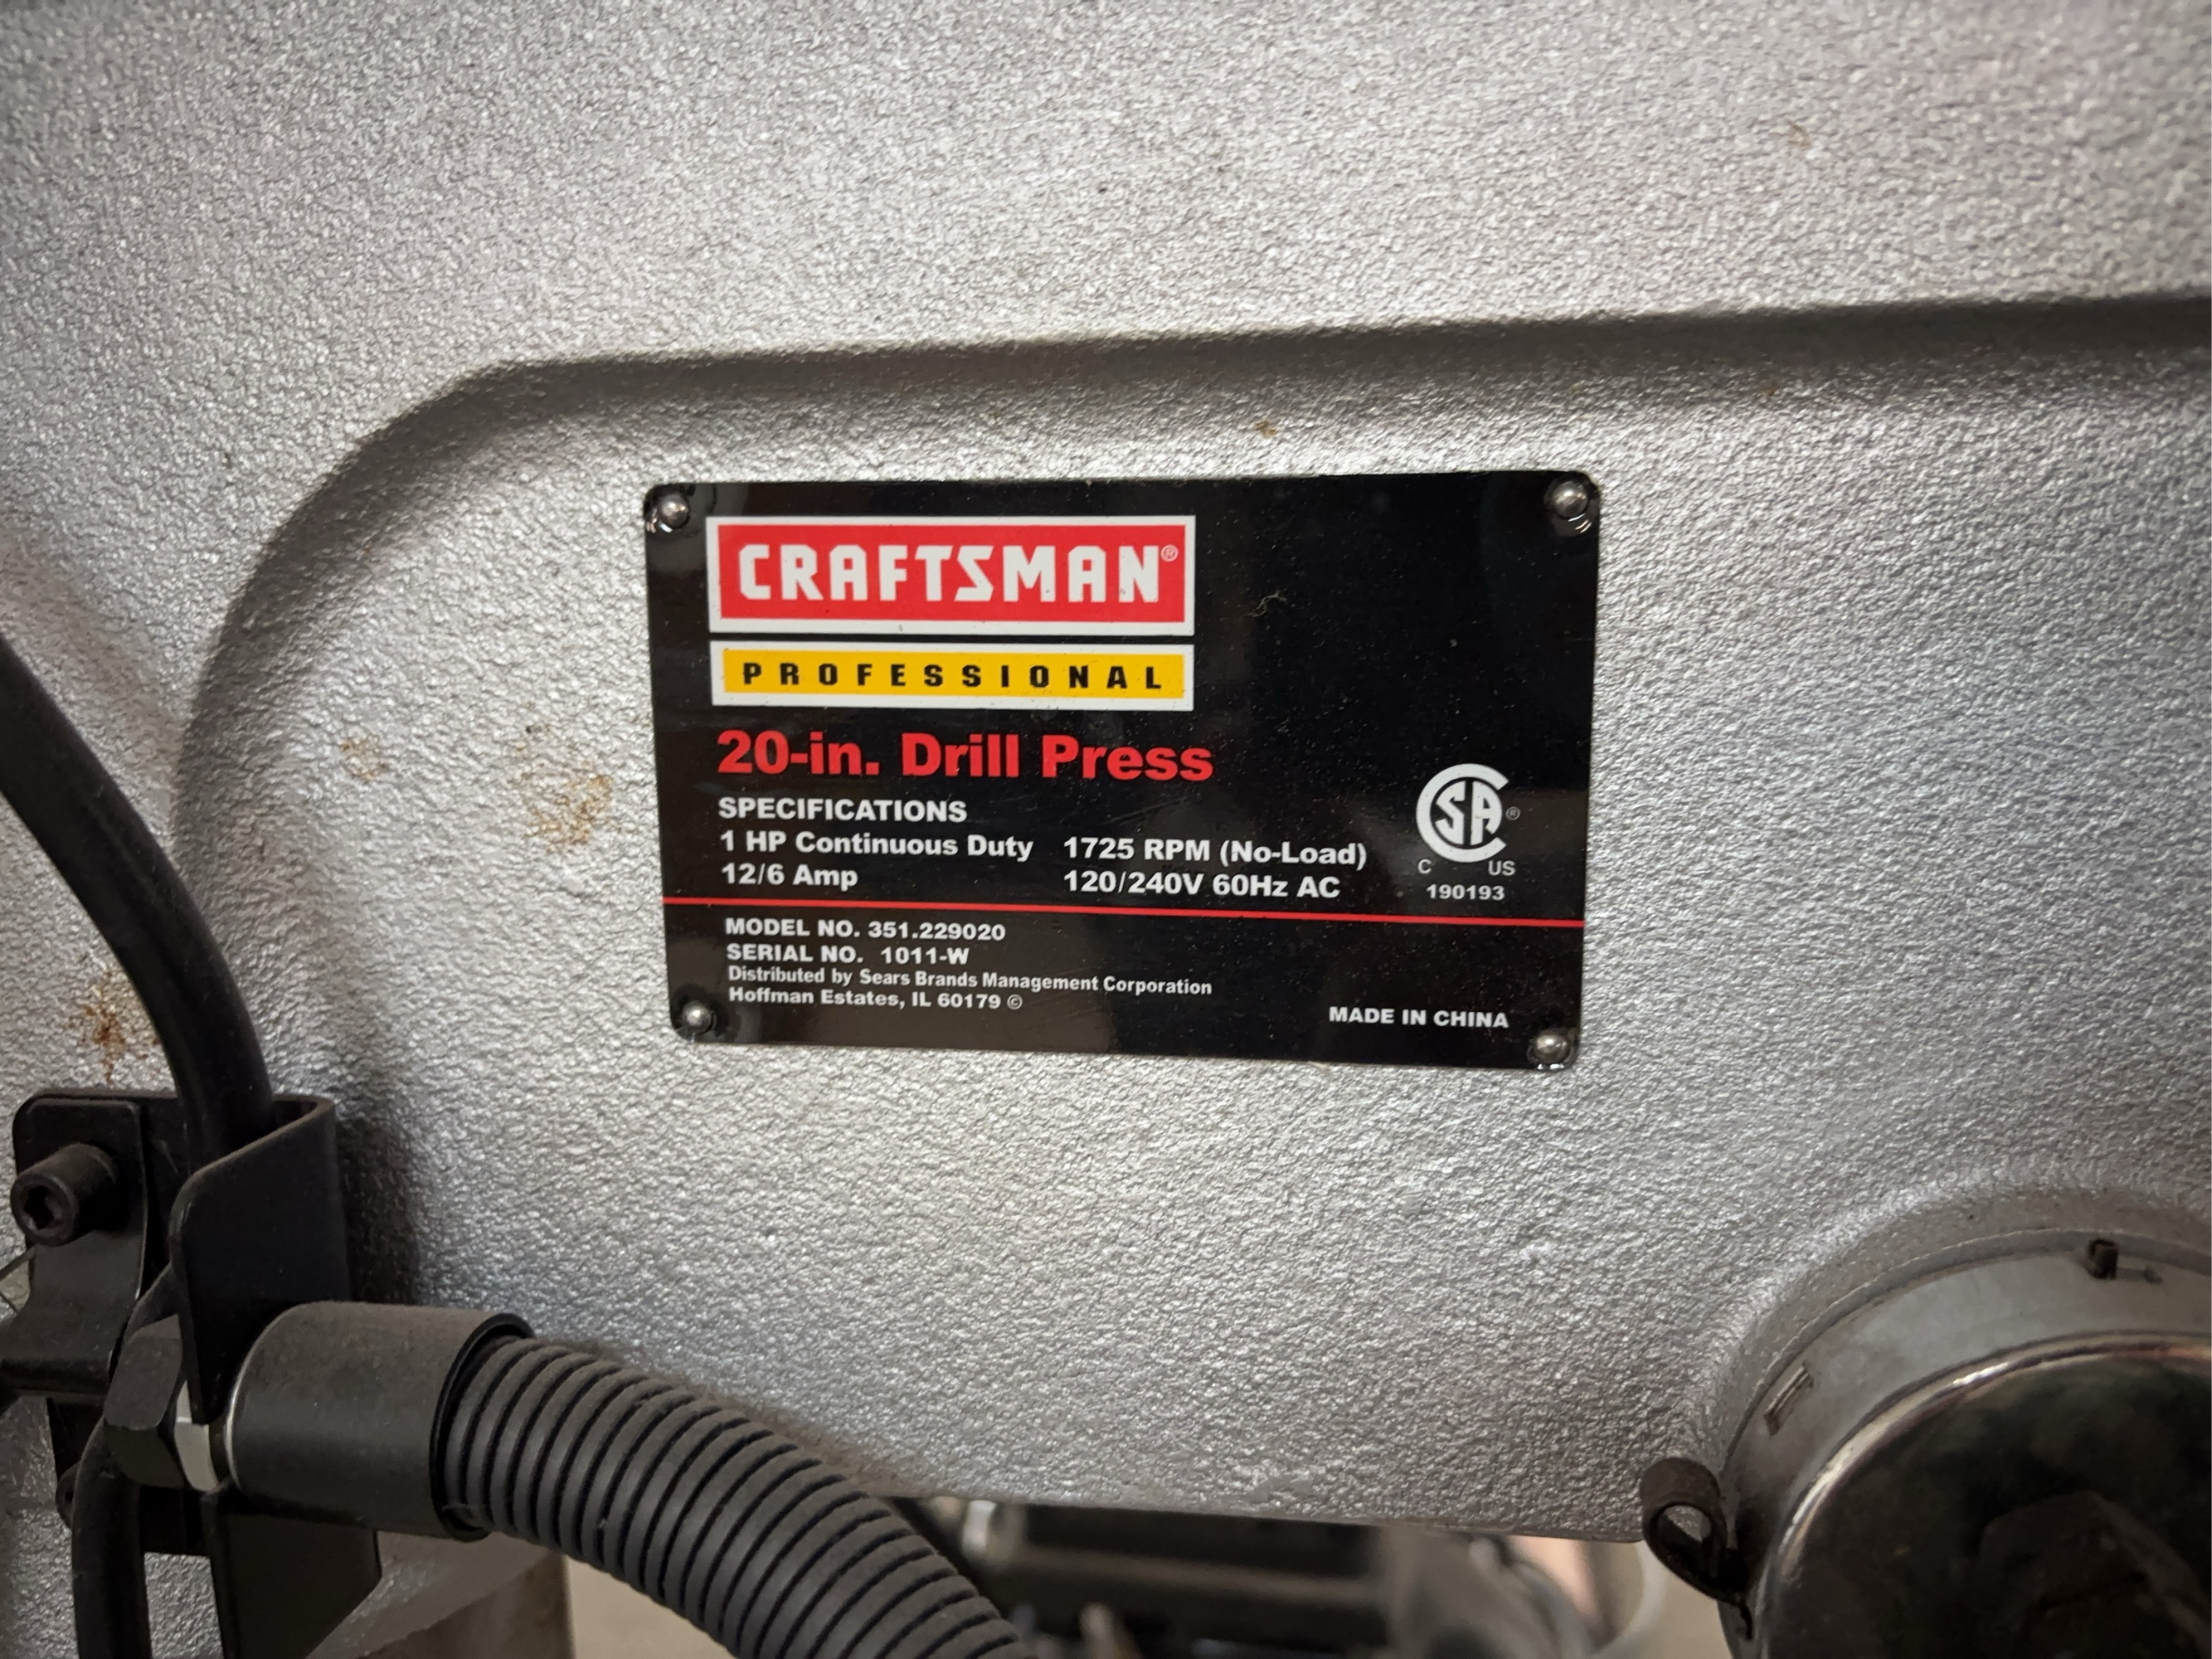 CRAFTSMAN®
PROFESSIONAL
20-in. Drill Press
SPECIFICATIONS
1 HP Continuous Duty 1725 RPM (No-Load)
12/6 Amp 120/240V 60Hz AC
SA ®
C US
190193
MODEL NO. 351.229020
SERIAL NO. 1011-W
Distributed by Sears Brands Management Corporation
Hoffman Estates, IL 60179 ©
MADE IN CHINA